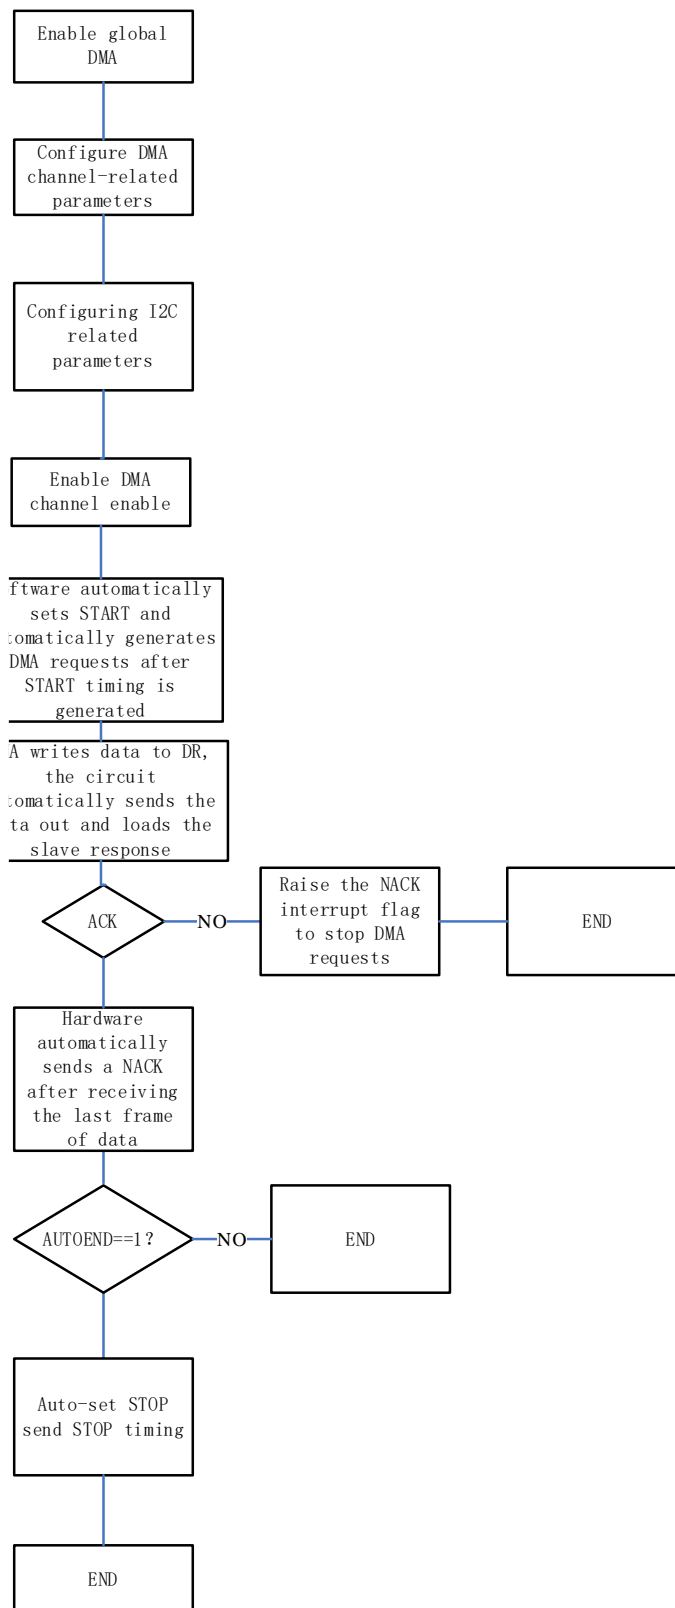 Enable global
DMA
Configure DMA
channel-related
parameters
Configuring I2C
related
parameters
Enable DMA
channel enable
ftware automatically
sets START and
tomatically generates
DMA requests after
START timing is
generated
A writes data to DR,
the circuit
tomatically sends the
ta out and loads the
slave response
ACK
NO
Raise the NACK
interrupt flag
to stop DMA
requests
END
Hardware
automatically
sends a NACK
after receiving
the last frame
of data
AUTOEND==1?
NO
END
Auto-set STOP
send STOP timing
END